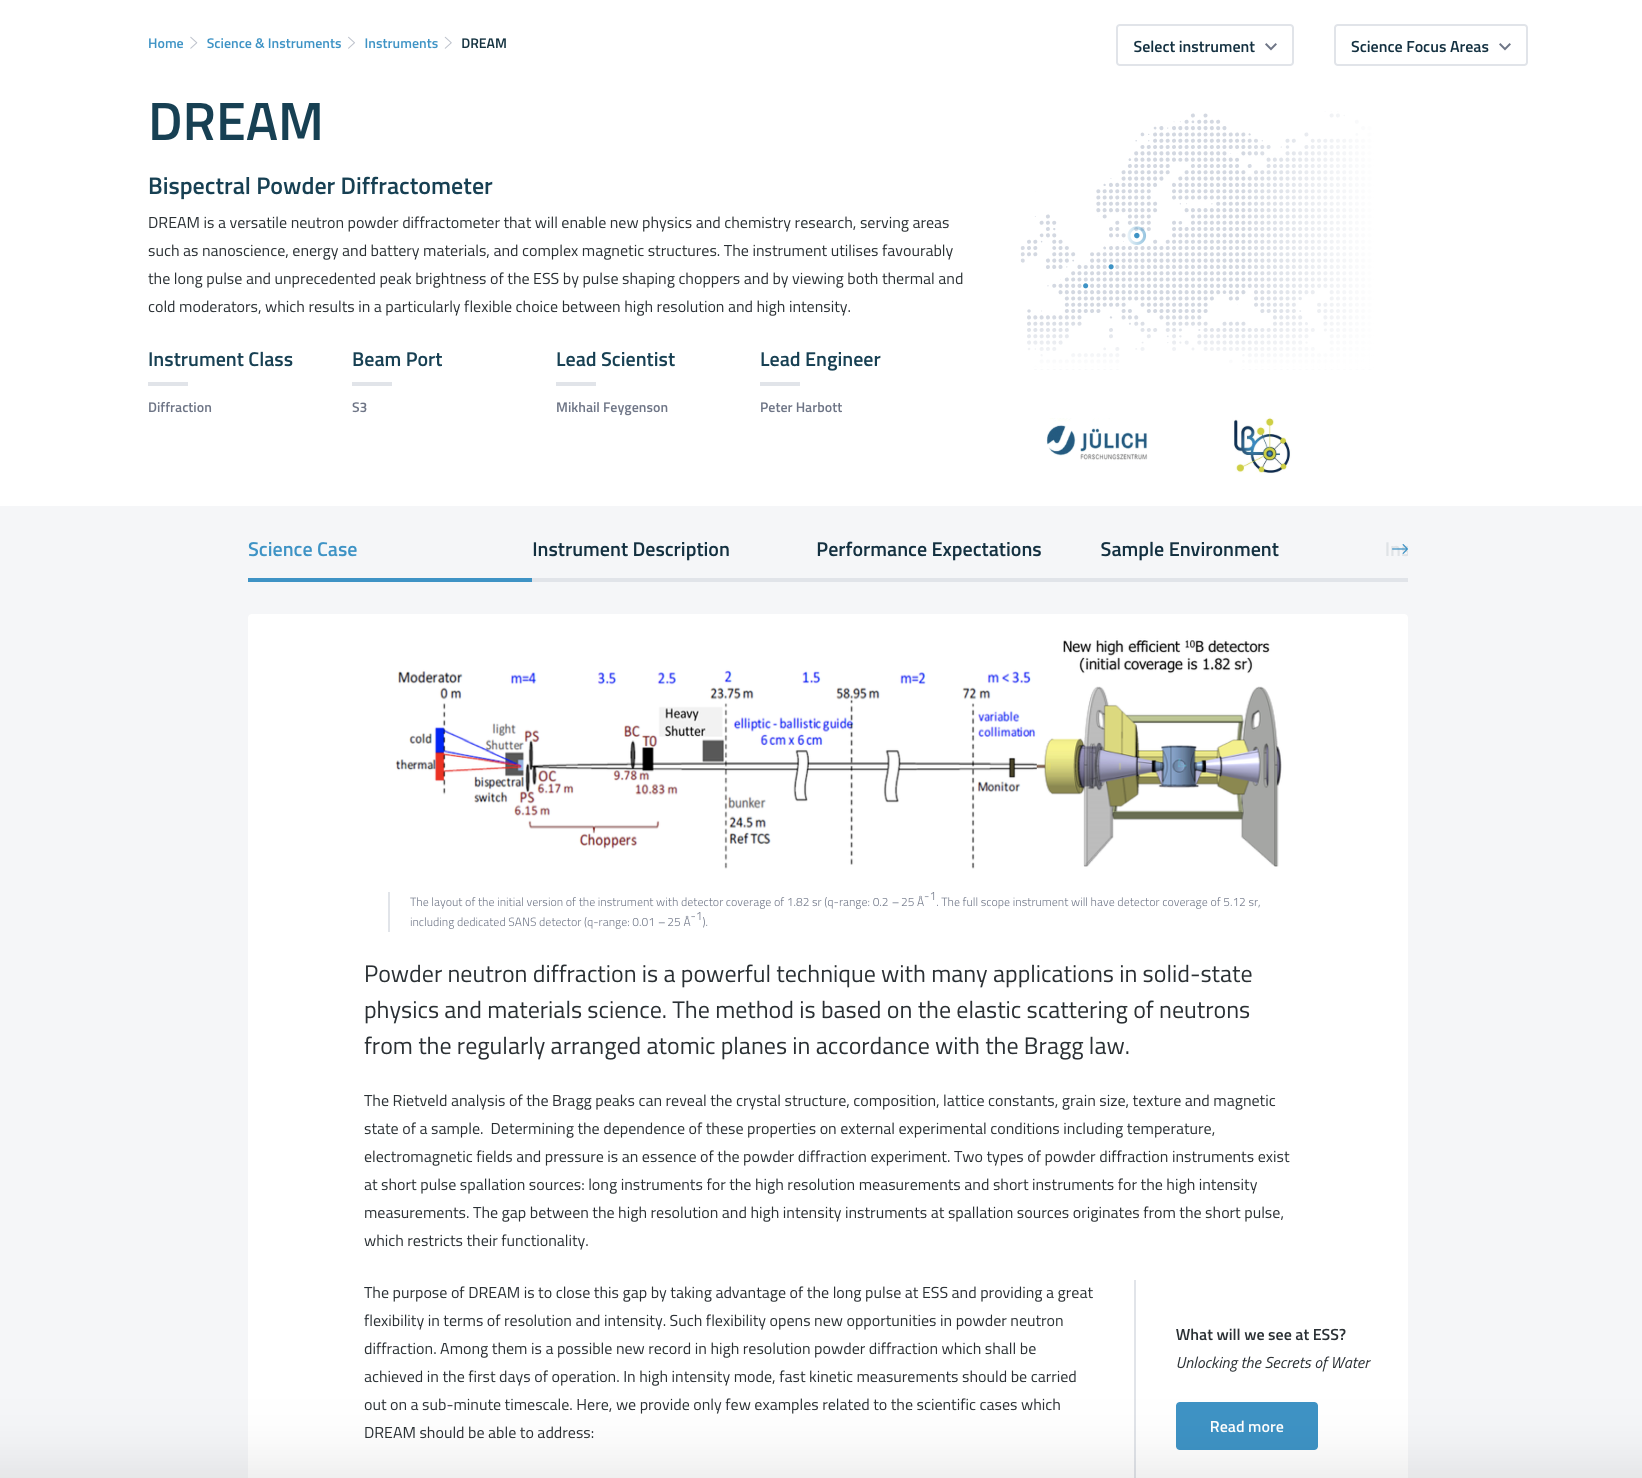 Home
Science & Instruments
Instruments
DREAM
Select instrument
Science Focus Areas
DREAM
Bispectral Powder Diffractometer
DREAM is a versatile neutron powder diffractometer that will enable new physics and chemistry research, serving areas
such as nanoscience, energy and battery materials, and complex magnetic structures. The instrument utilises favourably
the long pulse and unprecedented peak brightness of the ESS by pulse shaping choppers and by viewing both thermal and
cold moderators, which results in a particularly flexible choice between high resolution and high intensity.
Instrument Class
Diffraction
Beam Port
S3
Lead Scientist
Mikhail Feygenson
Lead Engineer
Peter Harbott
JÜLICH
FORSCHUNGSZENTRUM
Science Case
Instrument Description
Performance Expectations
Sample Environment
New high efficient ¹⁰B detectors
(initial coverage is 1.82 sr)
Moderator
0 m
m=4
3.5
2.5
2
23.75 m
1.5
58.95 m
m=2
m < 3.5
72 m
cold
thermal
light
Shutter
PS
bispectral
switch
OC
6.17 m
PS
6.15 m
BC
T0
9.78 m
10.83 m
Choppers
Heavy
Shutter
elliptic - ballistic guide
6 cm x 6 cm
bunker
24.5 m
Ref TCS
variable
collimation
Monitor
The layout of the initial version of the instrument with detector coverage of 1.82 sr (q-range: 0.2 – 25 Å⁻¹. The full scope instrument will have detector coverage of 5.12 sr,
including dedicated SANS detector (q-range: 0.01 – 25 Å⁻¹).
Powder neutron diffraction is a powerful technique with many applications in solid-state
physics and materials science. The method is based on the elastic scattering of neutrons
from the regularly arranged atomic planes in accordance with the Bragg law.
The Rietveld analysis of the Bragg peaks can reveal the crystal structure, composition, lattice constants, grain size, texture and magnetic
state of a sample.  Determining the dependence of these properties on external experimental conditions including temperature,
electromagnetic fields and pressure is an essence of the powder diffraction experiment. Two types of powder diffraction instruments exist
at short pulse spallation sources: long instruments for the high resolution measurements and short instruments for the high intensity
measurements. The gap between the high resolution and high intensity instruments at spallation sources originates from the short pulse,
which restricts their functionality.
The purpose of DREAM is to close this gap by taking advantage of the long pulse at ESS and providing a great
flexibility in terms of resolution and intensity. Such flexibility opens new opportunities in powder neutron
diffraction. Among them is a possible new record in high resolution powder diffraction which shall be
achieved in the first days of operation. In high intensity mode, fast kinetic measurements should be carried
out on a sub-minute timescale. Here, we provide only few examples related to the scientific cases which
DREAM should be able to address:
What will we see at ESS?
Unlocking the Secrets of Water
Read more